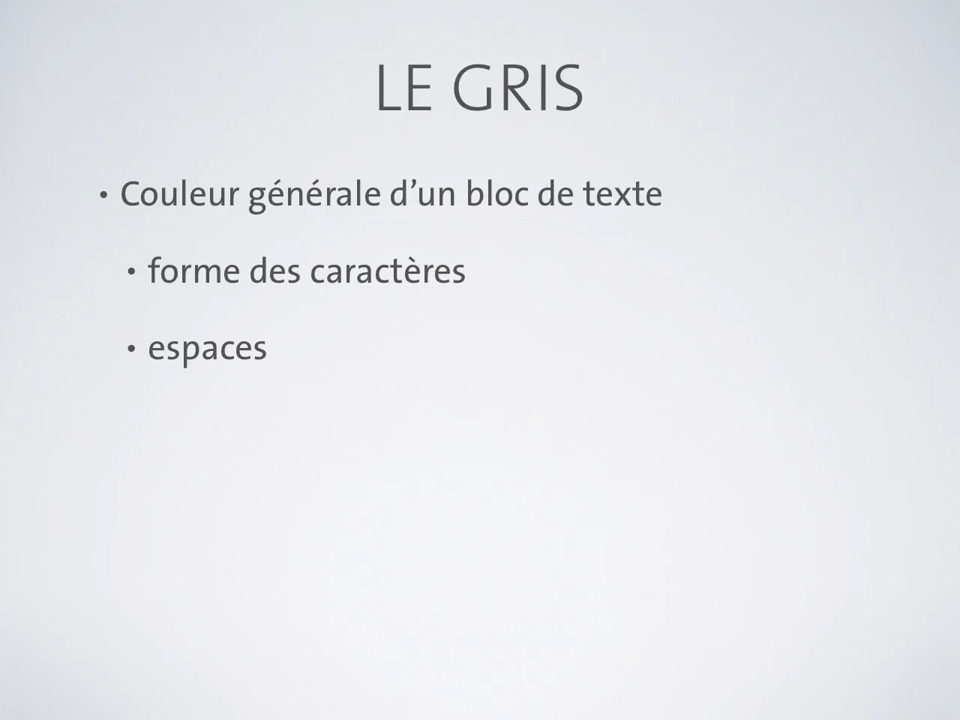 LE GRIS
• Couleur générale d’un bloc de texte
• forme des caractères
• espaces